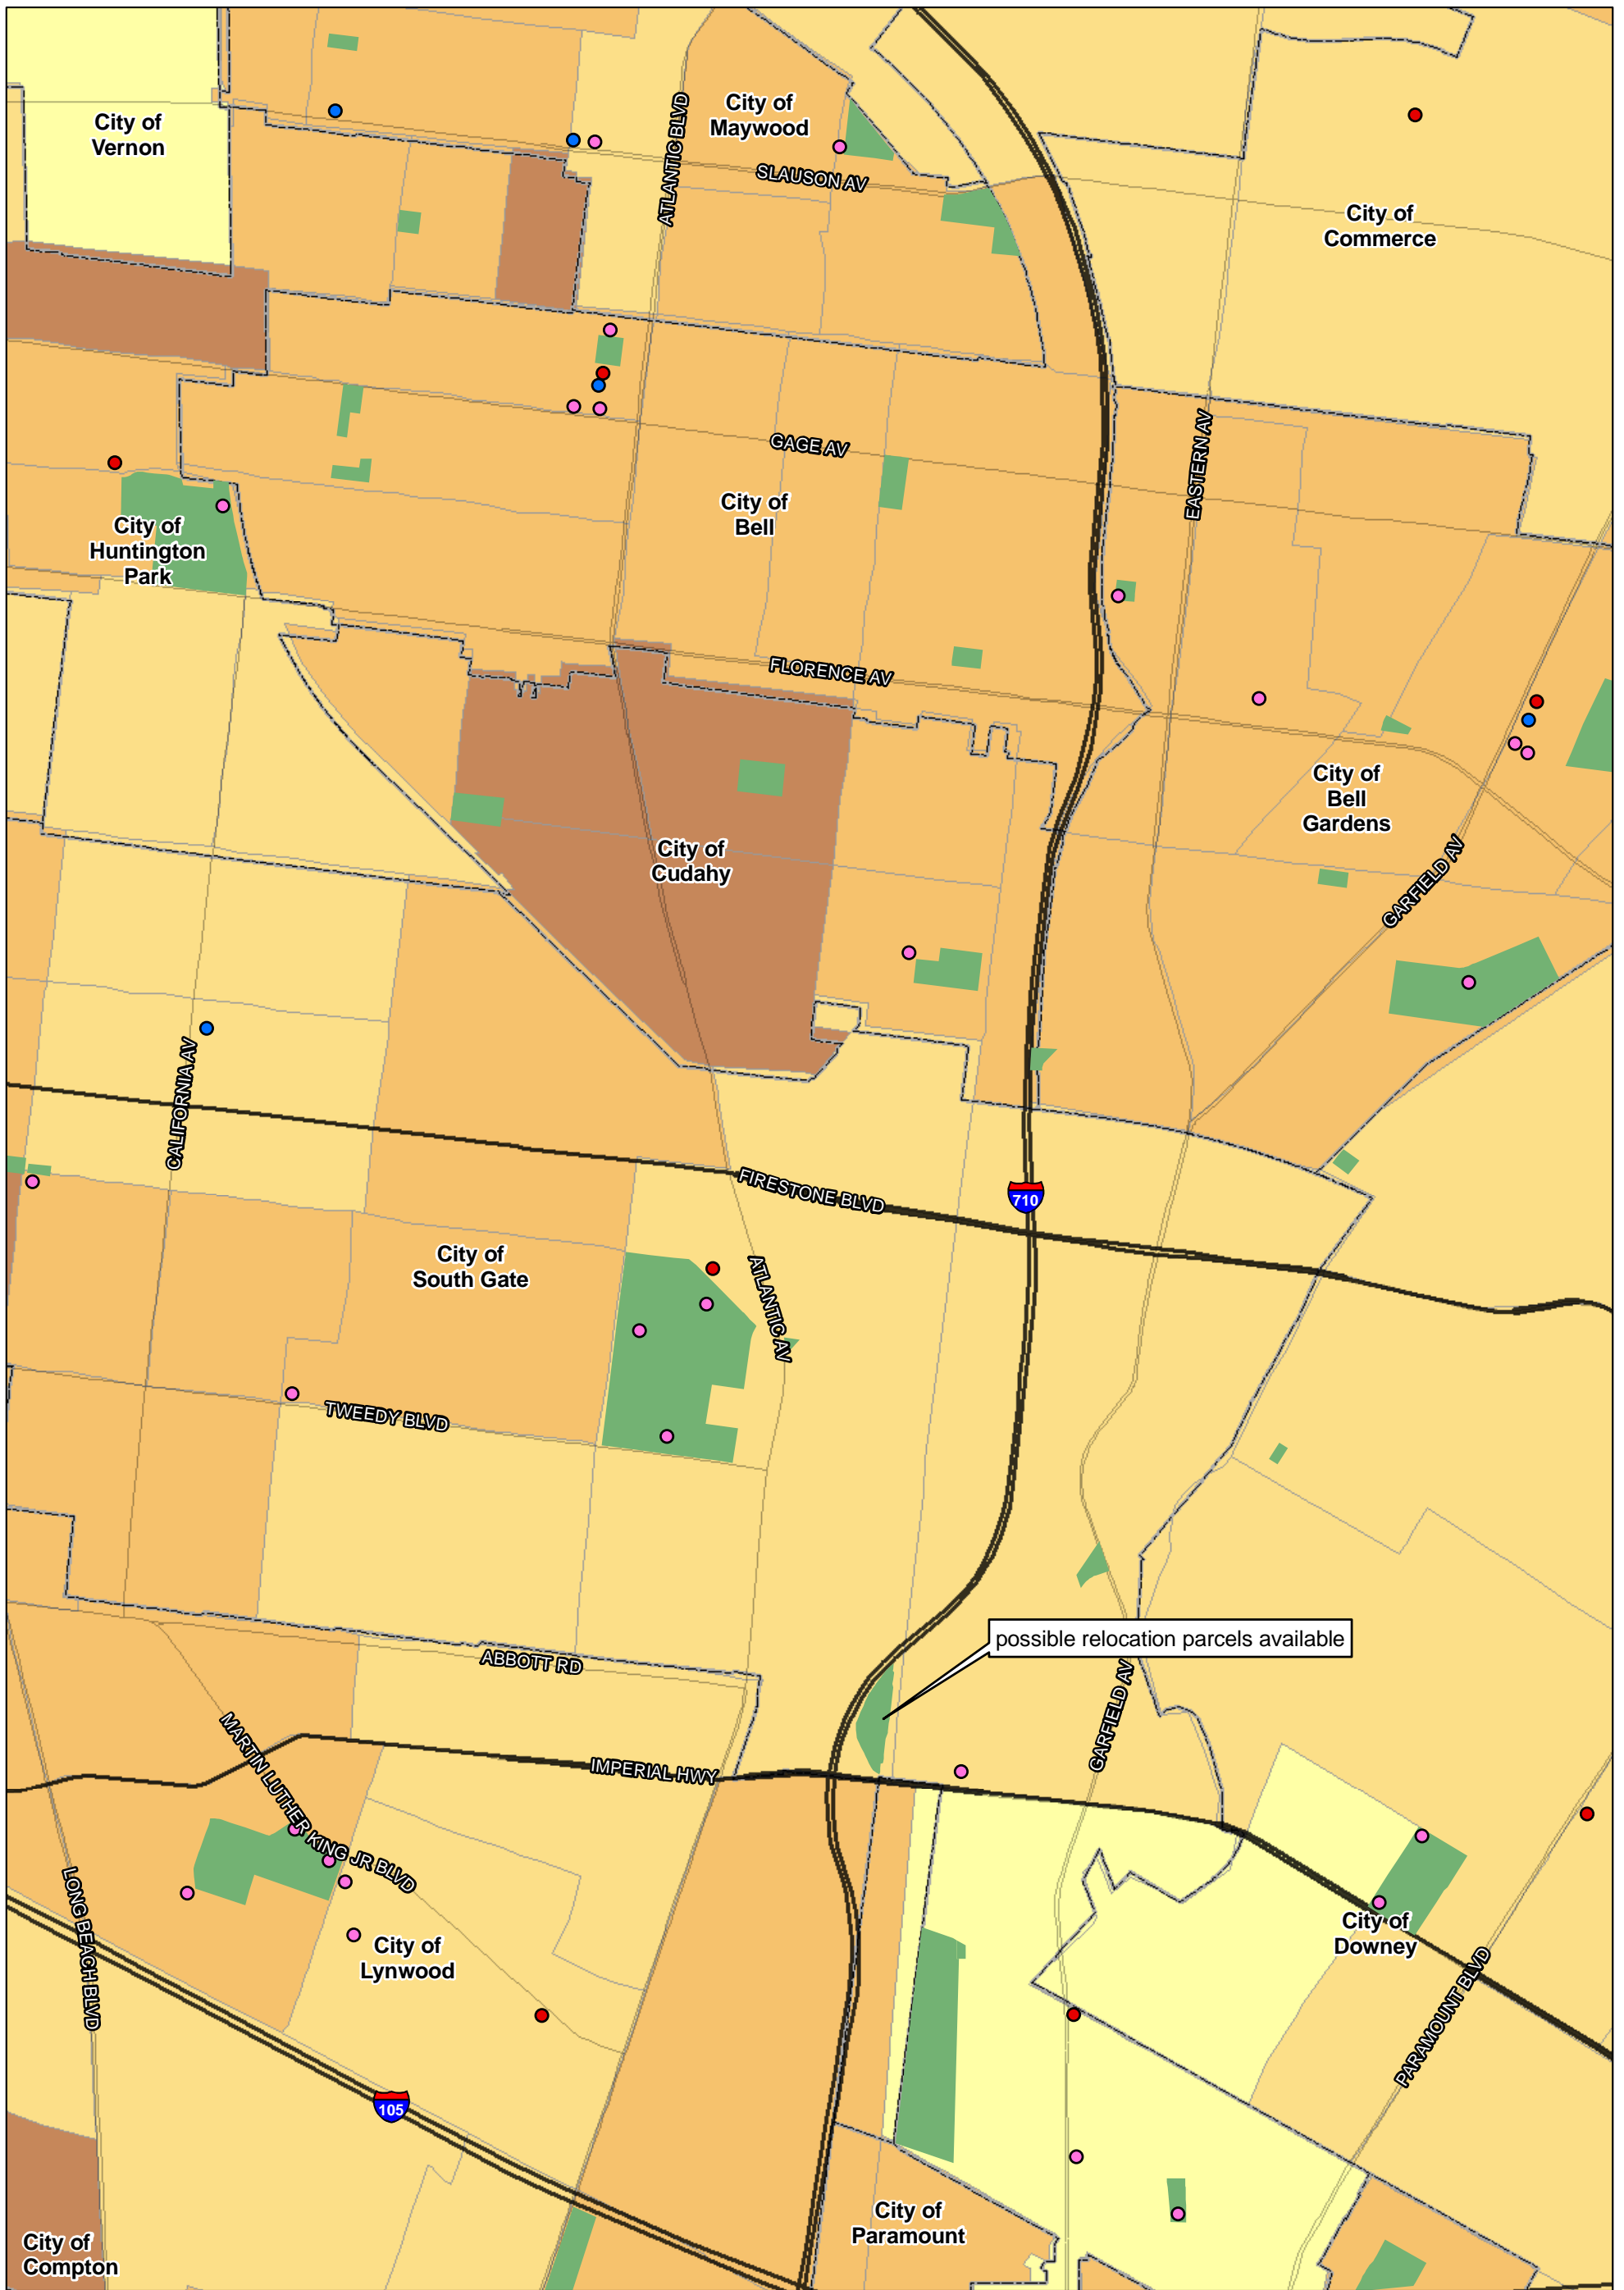 City of
Vernon
City of
Maywood
ATLANTIC BLVD
SLAUSON AV
City of
Commerce
GAGE AV
EASTERN AV
City of
Bell
City of
Huntington
Park
FLORENCE AV
City of
Bell
Gardens
City of
Cudahy
GARFIELD AV
CALIFORNIA AV
FIRESTONE BLVD
710
City of
South Gate
ATLANTIC AV
TWEEDY BLVD
possible relocation parcels available
ABBOTT RD
GARFIELD AV
MARTIN LUTHER KING JR BLVD
IMPERIAL HWY
LONG BEACH BLVD
City of
Lynwood
City of
Downey
PARAMOUNT BLVD
105
City of
Paramount
City of
Compton